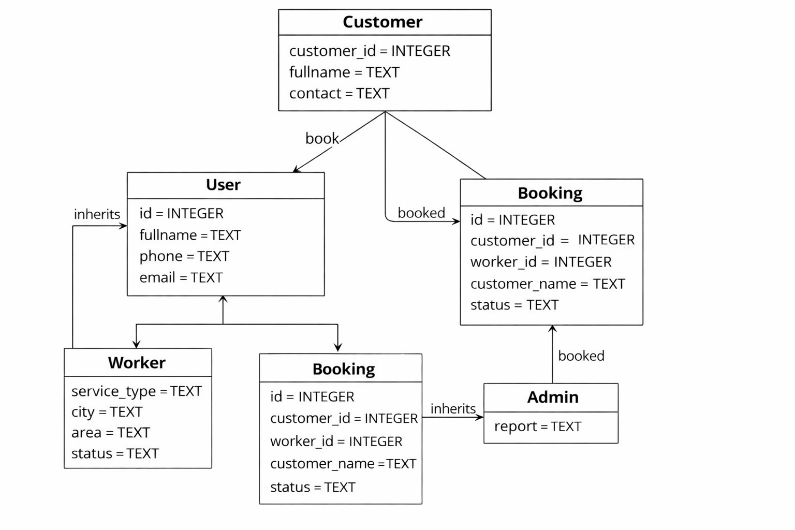 Customer
customer_id = INTEGER
fullname = TEXT
contact = TEXT
book
User
id = INTEGER
fullname = TEXT
phone = TEXT
email = TEXT
inherits
booked
Booking
id = INTEGER
customer_id = INTEGER
worker_id = INTEGER
customer_name = TEXT
status = TEXT
Worker
service_type = TEXT
city = TEXT
area = TEXT
status = TEXT
Booking
id = INTEGER
customer_id = INTEGER
worker_id = INTEGER
customer_name = TEXT
status = TEXT
inherits
booked
Admin
report = TEXT